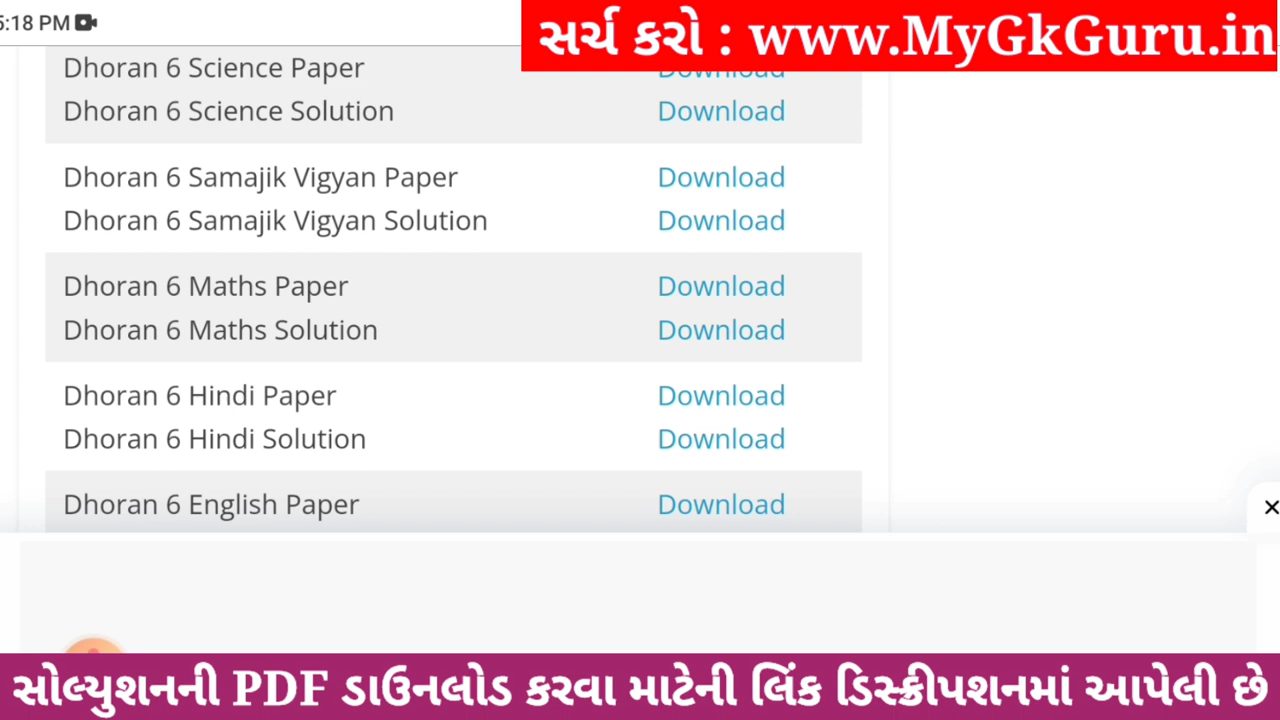 5:18 PM
સર્ચ કરો : www.MyGkGuru.in
Dhoran 6 Science Paper Download
Dhoran 6 Science Solution Download
Dhoran 6 Samajik Vigyan Paper Download
Dhoran 6 Samajik Vigyan Solution Download
Dhoran 6 Maths Paper Download
Dhoran 6 Maths Solution Download
Dhoran 6 Hindi Paper Download
Dhoran 6 Hindi Solution Download
Dhoran 6 English Paper Download
સોલ્યુશનની PDF ડાઉનલોડ કરવા માટેની લિંક ડિસ્ક્રીપશનમાં આપેલી છે